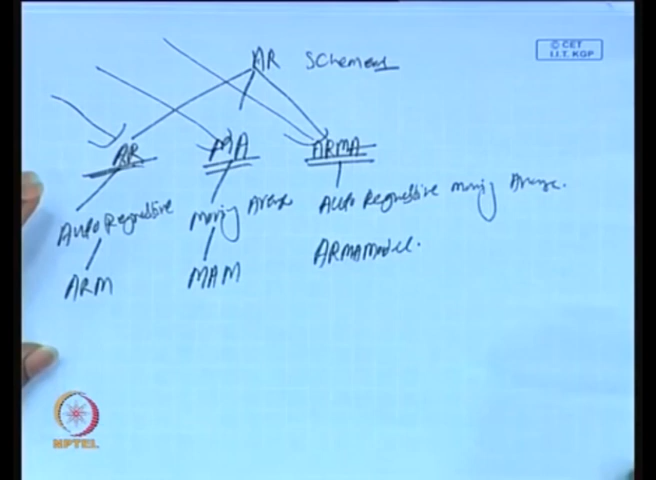 AR Schemes
© CET
I.I.T. KGP
AR MA ARMA
Auto Regressive Moving Average Auto Regressive moving Average.
ARM MAM ARMA Model.
NPTEL